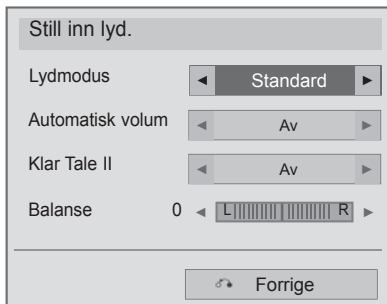 Still inn lyd.
Lydmodus ◄ Standard ►
Automatisk volum ◄ Av ►
Klar Tale II ◄ Av ►
Balanse 0 ◄ L R ►
Forrige